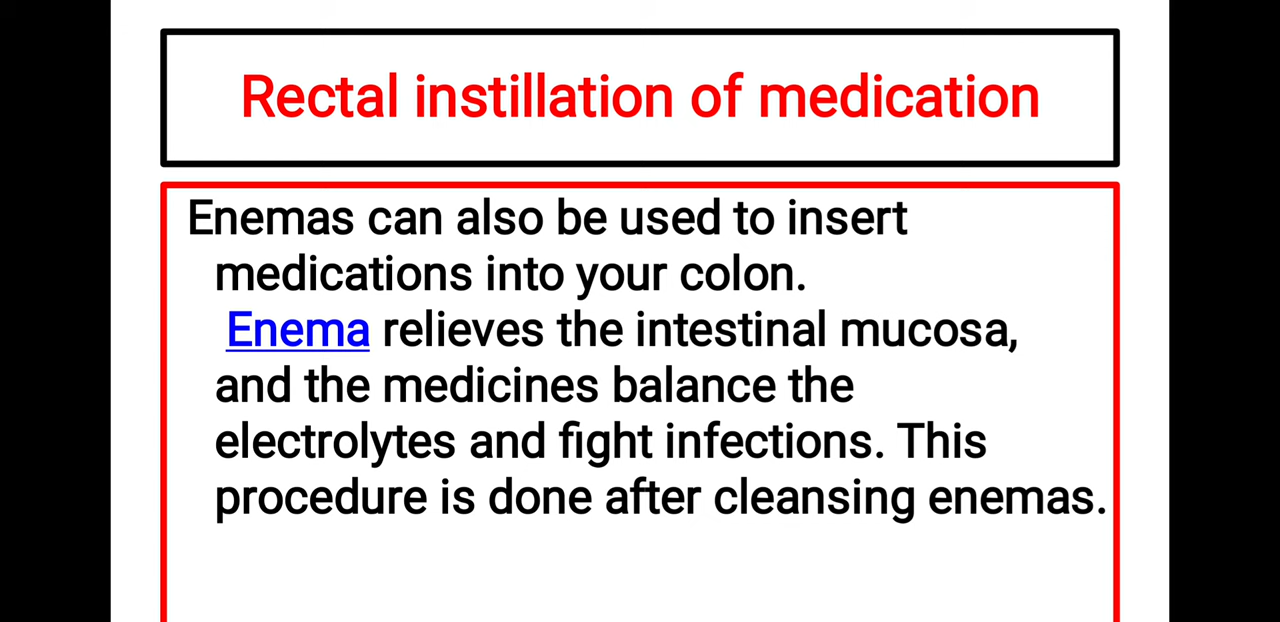 Rectal instillation of medication
Enemas can also be used to insert
medications into your colon.
Enema relieves the intestinal mucosa,
and the medicines balance the
electrolytes and fight infections. This
procedure is done after cleansing enemas.